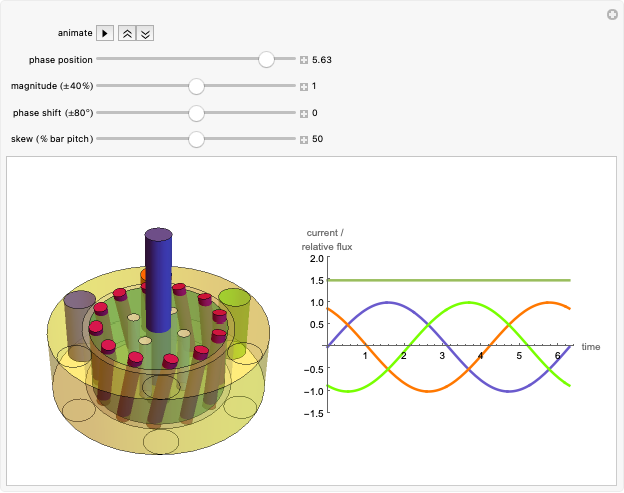 animate
phase position 5.63
magnitude (±40%) 1
phase shift (±80°) 0
skew (% bar pitch) 50
current /
relative flux
2.0
1.5
1.0
0.5
−0.5
−1.0
−1.5
1 2 3 4 5 6
time